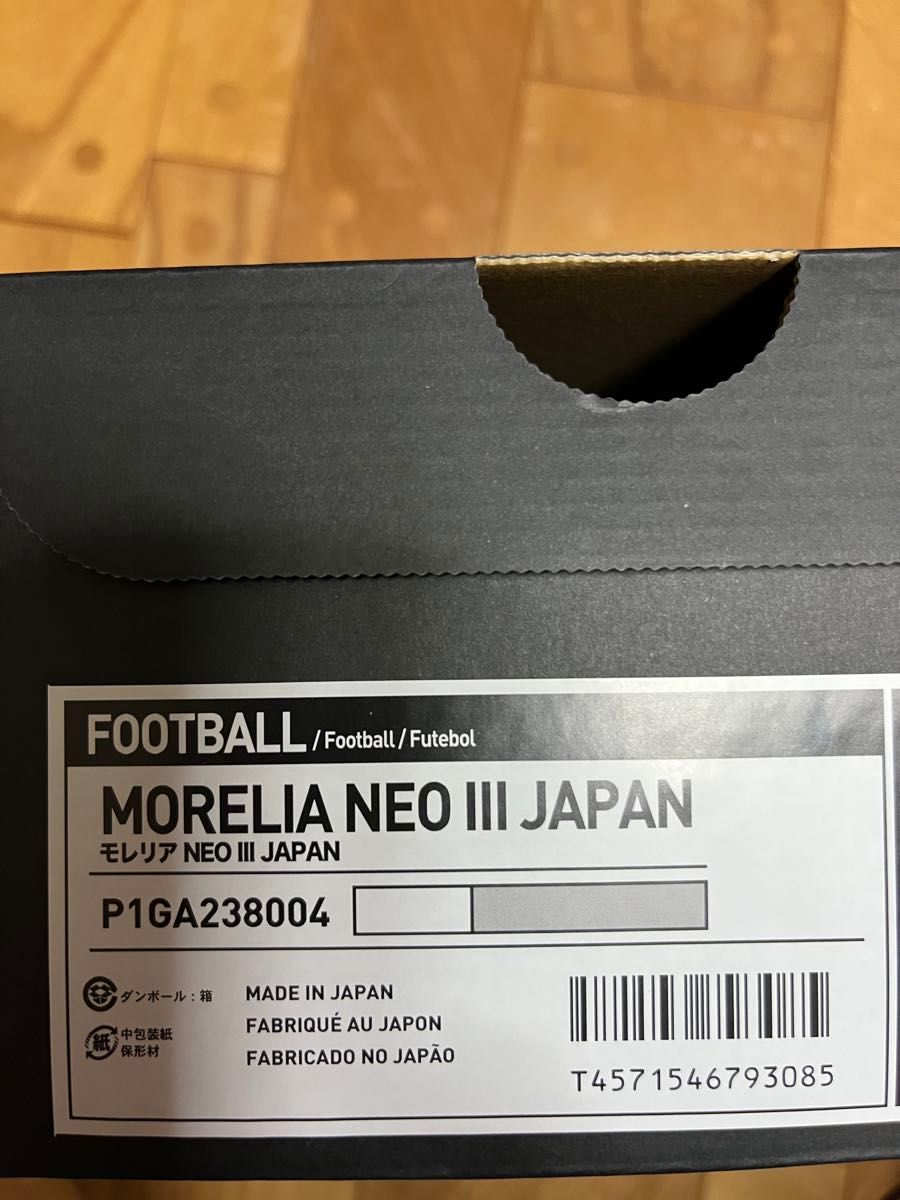 FOOTBALL / Football / Futebol
MORELIA NEO III JAPAN
モレリア NEO III JAPAN
P1GA238004
ダンボール : 箱
紙 中包装紙
保形材
MADE IN JAPAN
FABRIQUÉ AU JAPON
FABRICADO NO JAPÃO
T4571546793085